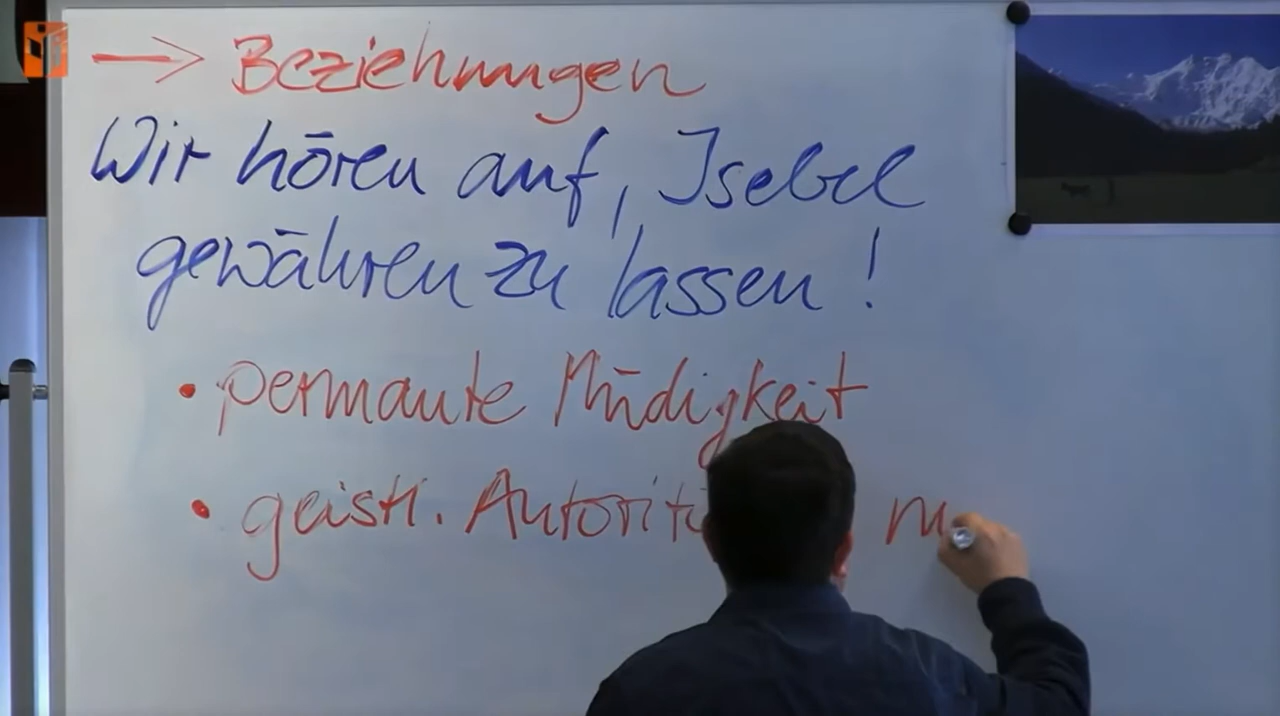 → Beziehungen
Wir hören auf, Isebel
gewähren zu lassen!
• permante Müdigkeit
• geistl. Autorit